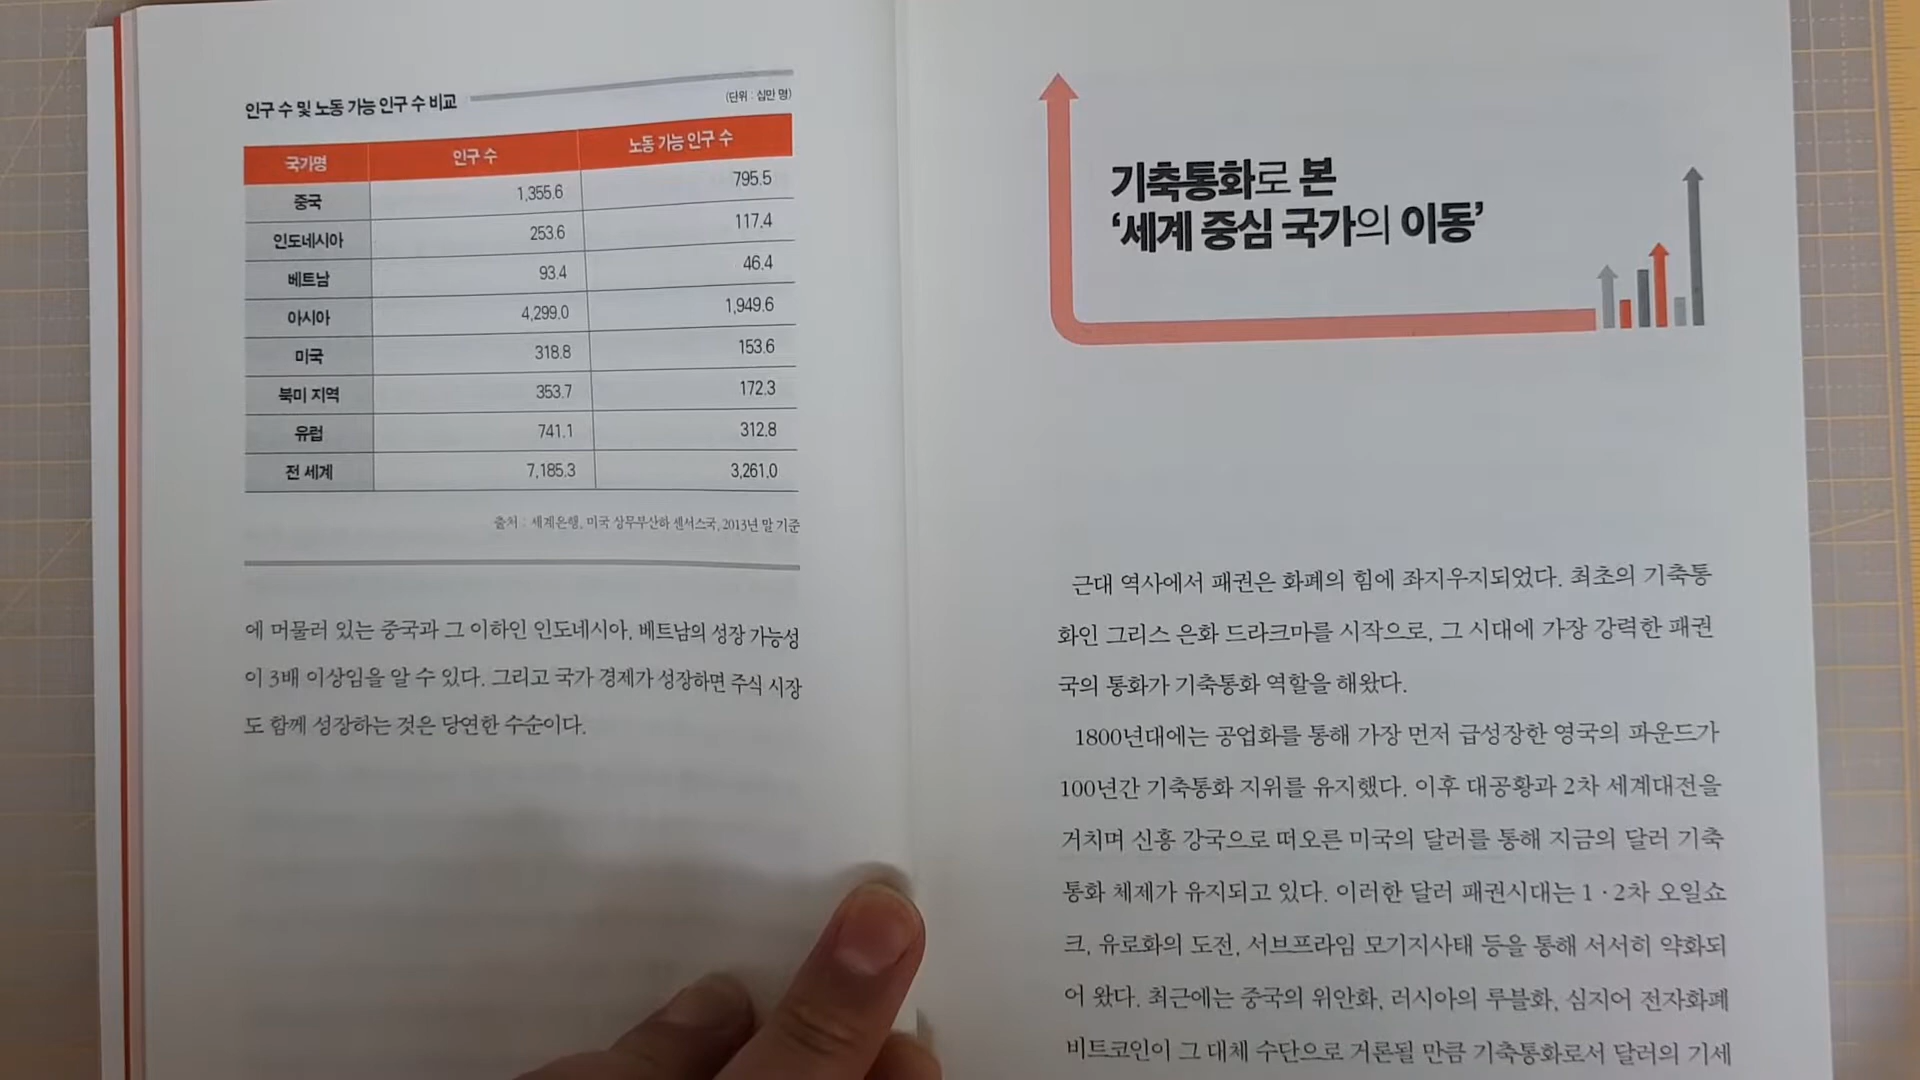 인구 수 및 노동 가능 인구 수 비교
(단위 : 십만 명)
국가명 인구 수 노동 가능 인구 수
중국 1,355.6 795.5
인도네시아 253.6 117.4
베트남 93.4 46.4
아시아 4,299.0 1,949.6
미국 318.8 153.6
북미 지역 353.7 172.3
유럽 741.1 312.8
전 세계 7,185.3 3,261.0
출처 : 세계은행, 미국 상무부산하 센서스국, 2013년 말 기준
에 머물러 있는 중국과 그 이하인 인도네시아, 베트남의 성장 가능성
이 3배 이상임을 알 수 있다. 그리고 국가 경제가 성장하면 주식 시장
도 함께 성장하는 것은 당연한 수순이다.
기축통화로 본
‘세계 중심 국가의 이동’
근대 역사에서 패권은 화폐의 힘에 좌지우지되었다. 최초의 기축통
화인 그리스 은화 드라크마를 시작으로, 그 시대에 가장 강력한 패권
국의 통화가 기축통화 역할을 해왔다.
1800년대에는 공업화를 통해 가장 먼저 급성장한 영국의 파운드가
100년간 기축통화 지위를 유지했다. 이후 대공황과 2차 세계대전을
거치며 신흥 강국으로 떠오른 미국의 달러를 통해 지금의 달러 기축
통화 체제가 유지되고 있다. 이러한 달러 패권시대는 1·2차 오일쇼
크, 유로화의 도전, 서브프라임 모기지사태 등을 통해 서서히 약화되
어 왔다. 최근에는 중국의 위안화, 러시아의 루블화, 심지어 전자화폐
비트코인이 그 대체 수단으로 거론될 만큼 기축통화로서 달러의 기세